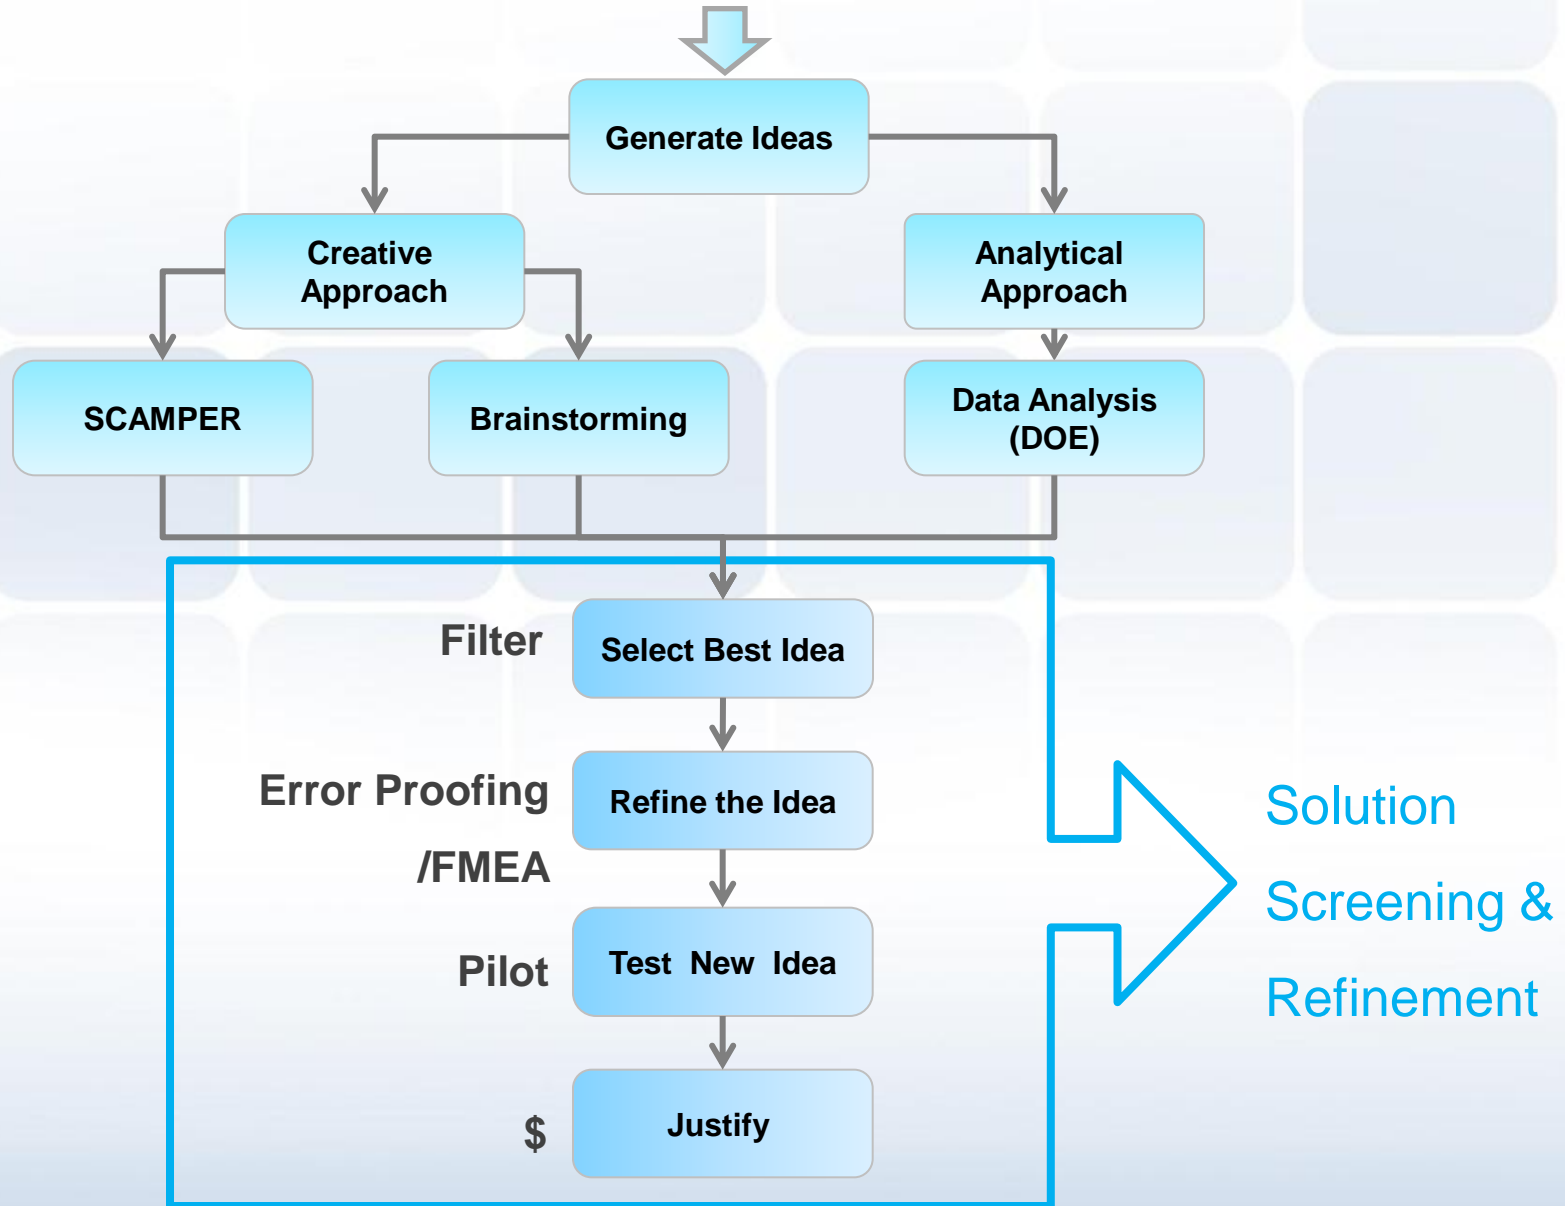 Generate Ideas
Creative
Approach
Analytical
Approach
SCAMPER
Brainstorming
Data Analysis
(DOE)
Filter
Select Best Idea
Error Proofing
/FMEA
Refine the Idea
Pilot
Test New Idea
$
Justify
Solution
Screening &
Refinement